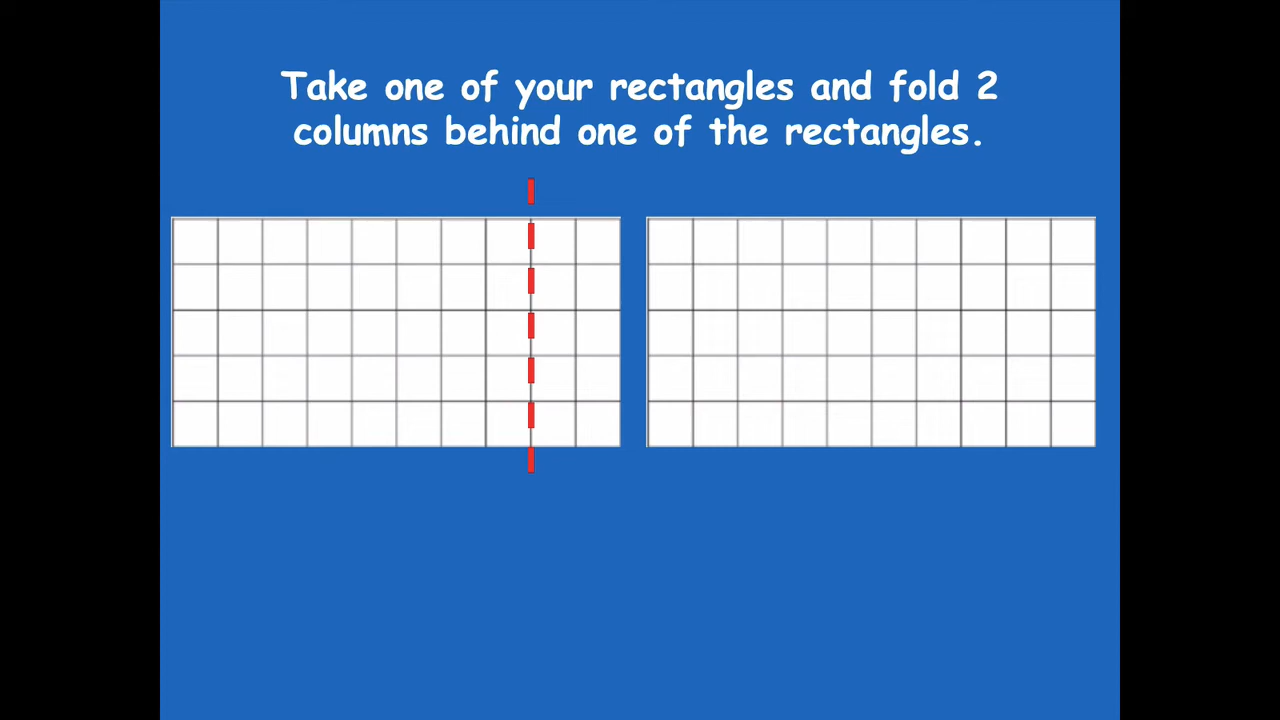 Take one of your rectangles and fold 2
columns behind one of the rectangles.